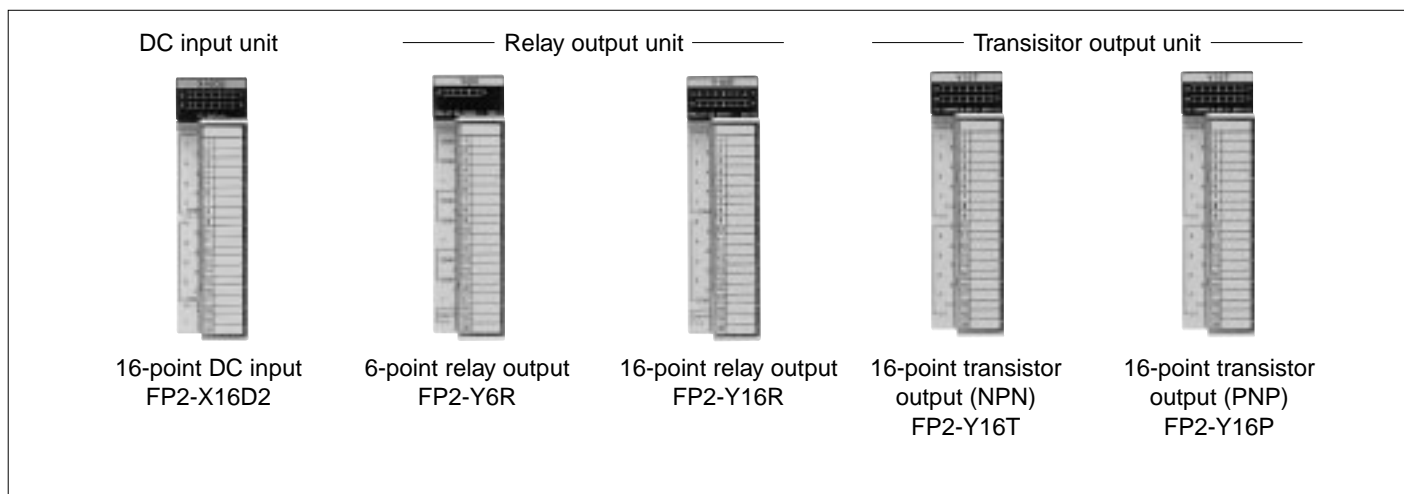 DC input unit
Relay output unit
Transisitor output unit
16-point DC input
FP2-X16D2
6-point relay output
FP2-Y6R
16-point relay output
FP2-Y16R
16-point transistor
output (NPN)
FP2-Y16T
16-point transistor
output (PNP)
FP2-Y16P